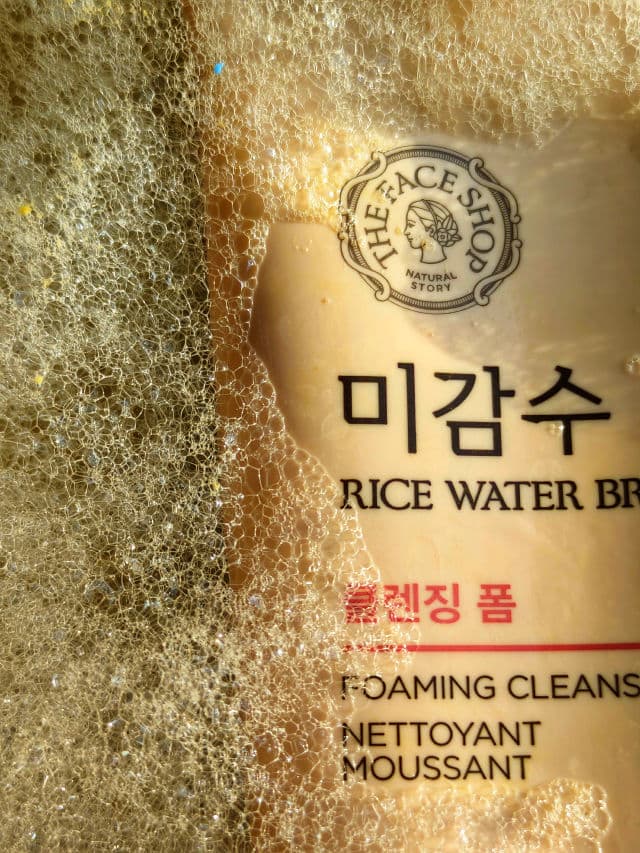 THE FACE SHOP
NATURAL
STORY
미감수
RICE WATER BR
클렌징 폼
FOAMING CLEANS
NETTOYANT
MOUSSANT